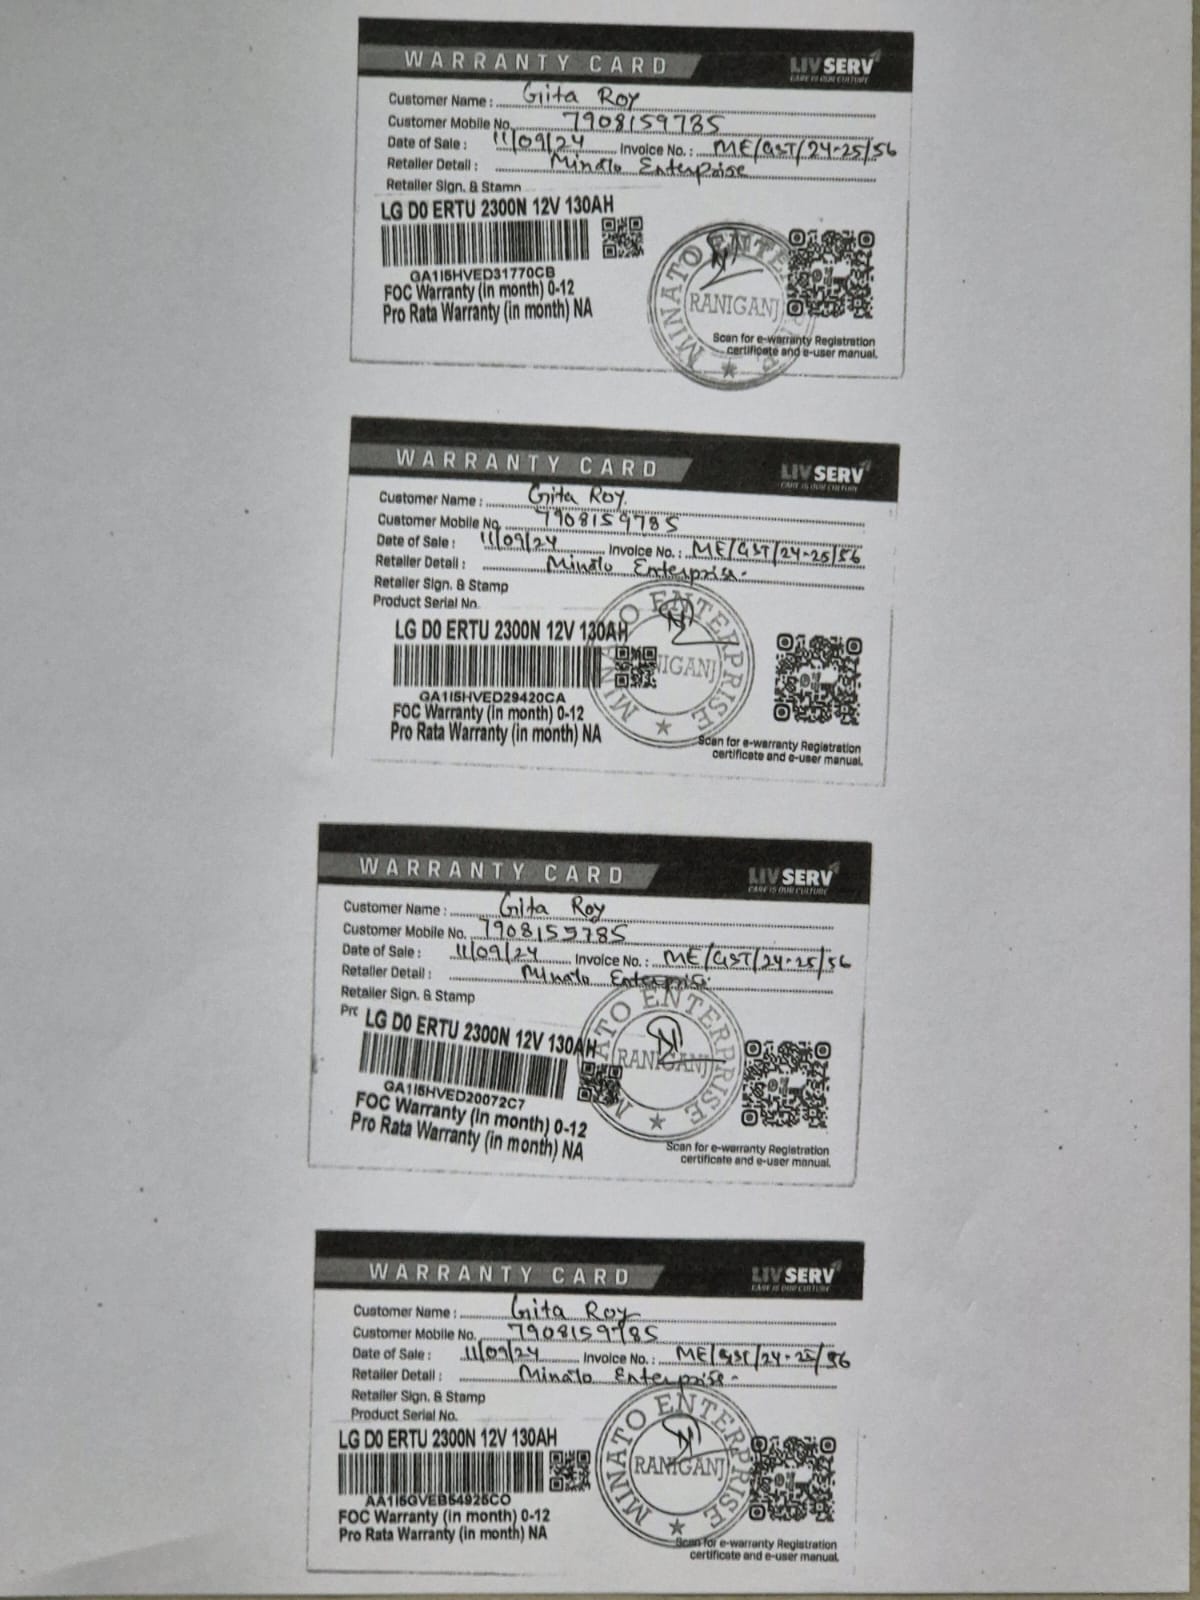 WARRANTY CARD LIVSERV
CARE IS OUR CULTURE
Customer Name : Gita Roy
Customer Mobile No. 7908159785
Date of Sale : 11/09/24 Invoice No. : ME/GST/24-25/56
Retailer Detail : Minato Enterprise
Retailer Sign. & Stamp
LG D0 ERTU 2300N 12V 130AH
GA1I5HVED31770CB
FOC Warranty (in month) 0-12
Pro Rata Warranty (in month) NA
MINATO ENTERPRISE
RANIGANJ
Scan for e-warranty Registration
certificate and e-user manual.
WARRANTY CARD LIVSERV
CARE IS OUR CULTURE
Customer Name : Gita Roy.
Customer Mobile No. 7908159785
Date of Sale : 11/09/24 Invoice No. : ME/GST/24-25/56
Retailer Detail : Minato Enterprise.
Retailer Sign. & Stamp
Product Serial No.
LG D0 ERTU 2300N 12V 130AH
GA1I5HVED29420CA
FOC Warranty (in month) 0-12
Pro Rata Warranty (in month) NA
MINATO ENTERPRISE
RANIGANJ
Scan for e-warranty Registration
certificate and e-user manual.
WARRANTY CARD LIVSERV
CARE IS OUR CULTURE
Customer Name : Gita Roy
Customer Mobile No. 7908159785
Date of Sale : 11/09/24 Invoice No. : ME/GST/24-25/56
Retailer Detail : Minato Enterprise
Retailer Sign. & Stamp
Pro
LG D0 ERTU 2300N 12V 130AH
GA1I5HVED20072C7
FOC Warranty (in month) 0-12
Pro Rata Warranty (in month) NA
MINATO ENTERPRISE
RANIGANJ
Scan for e-warranty Registration
certificate and e-user manual.
WARRANTY CARD LIVSERV
CARE IS OUR CULTURE
Customer Name : Gita Roy
Customer Mobile No. 7908159785
Date of Sale : 11/09/24 Invoice No. : ME/GST/24-25/56
Retailer Detail : Minato Enterprise.
Retailer Sign. & Stamp
Product Serial No.
LG D0 ERTU 2300N 12V 130AH
AA1I5GVEB54925C0
FOC Warranty (in month) 0-12
Pro Rata Warranty (in month) NA
MINATO ENTERPRISE
RANIGANJ
Scan for e-warranty Registration
certificate and e-user manual.